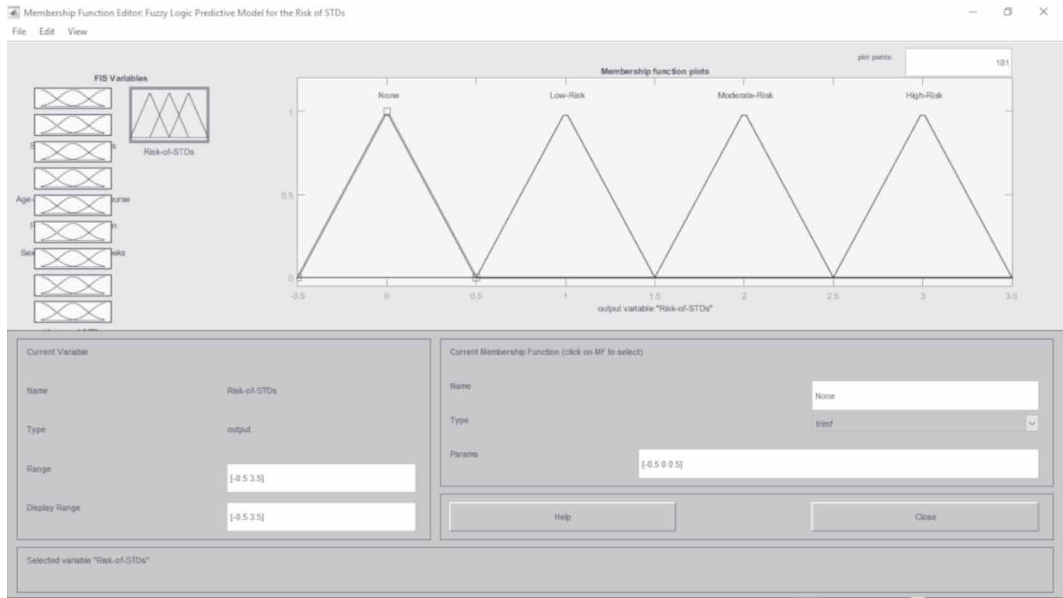 Membership Function Editor: Fuzzy Logic Predictive Model for the Risk of STDs
File Edit View
FIS Variables
Risk-of-STDs
Age-
urse
Sex
eks
plot points:
181
Membership function plots
None Low-Risk Moderate-Risk High-Risk
1
0.5
0
-0.5 0 0.5 1 1.5 2 2.5 3 3.5
output variable "Risk-of-STDs"
Current Variable
Name Risk-of-STDs
Type output
Range [-0.5 3.5]
Display Range [-0.5 3.5]
Current Membership Function (click on MF to select)
Name None
Type trimf
Params [-0.5 0 0.5]
Help Close
Selected variable "Risk-of-STDs"